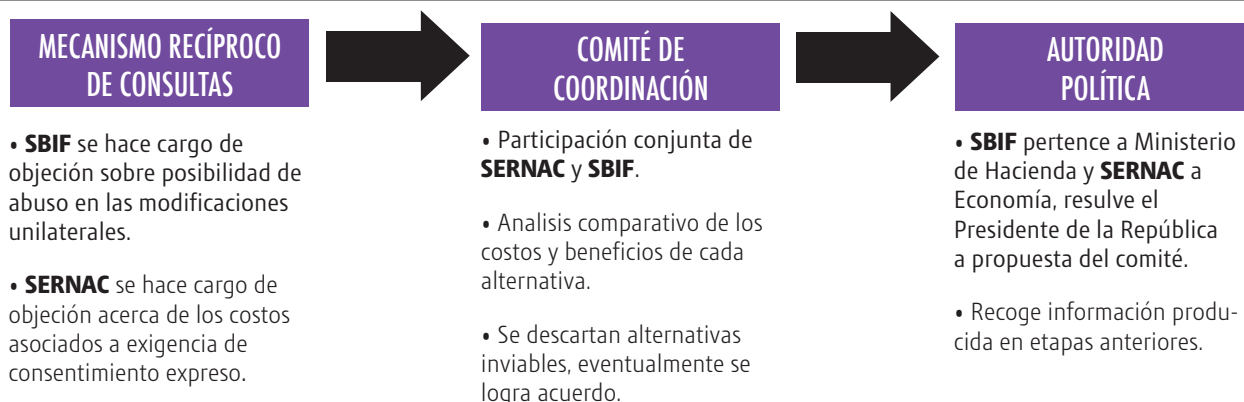 MECANISMO RECÍPROCO
DE CONSULTAS
• SBIF se hace cargo de
objeción sobre posibilidad de
abuso en las modificaciones
unilaterales.
• SERNAC se hace cargo de
objeción acerca de los costos
asociados a exigencia de
consentimiento expreso.
COMITÉ DE
COORDINACIÓN
• Participación conjunta de
SERNAC y SBIF.
• Analisis comparativo de los
costos y beneficios de cada
alternativa.
• Se descartan alternativas
inviables, eventualmente se
logra acuerdo.
AUTORIDAD
POLÍTICA
• SBIF pertence a Ministerio
de Hacienda y SERNAC a
Economía, resulve el
Presidente de la República
a propuesta del comité.
• Recoge información produ-
cida en etapas anteriores.